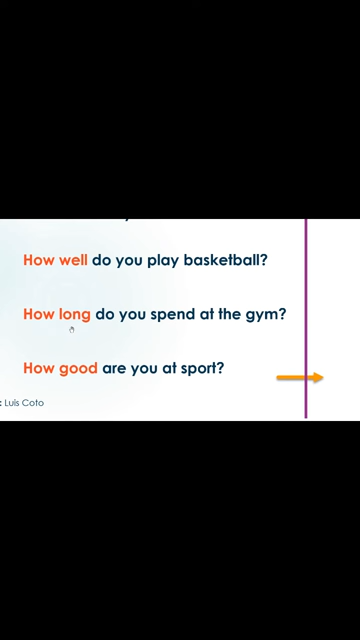 How well do you play basketball?
How long do you spend at the gym?
How good are you at sport?
: Luis Coto